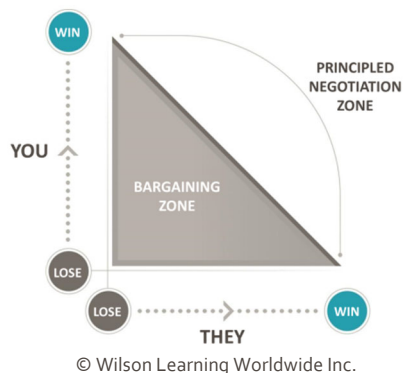 WIN
PRINCIPLED
NEGOTIATION
ZONE
YOU
BARGAINING
ZONE
LOSE
LOSE
WIN
THEY
© Wilson Learning Worldwide Inc.